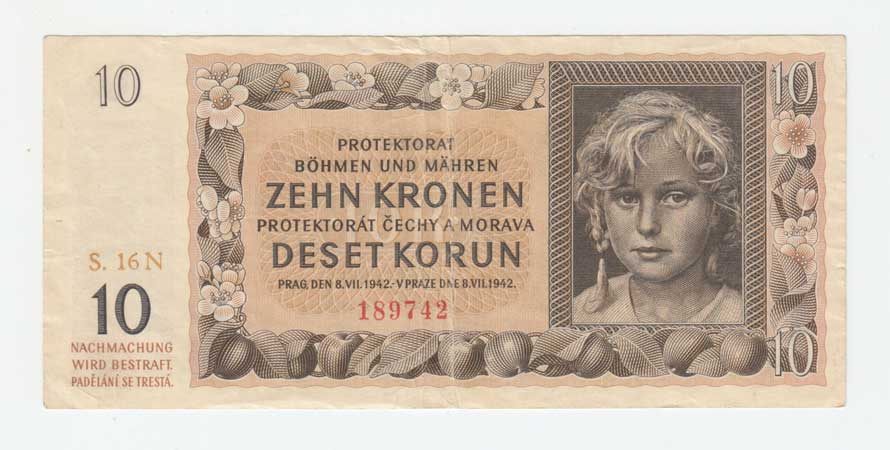 10
10
PROTEKTORAT
BÖHMEN UND MÄHREN
ZEHN KRONEN
PROTEKTORÁT ČECHY A MORAVA
DESET KORUN
PRAG, DEN 8. VII. 1942.-V PRAZE DNE 8. VII. 1942.
189742
S. 16 N
10
NACHMACHUNG
WIRD BESTRAFT.
PADĚLÁNÍ SE TRESTÁ.
10